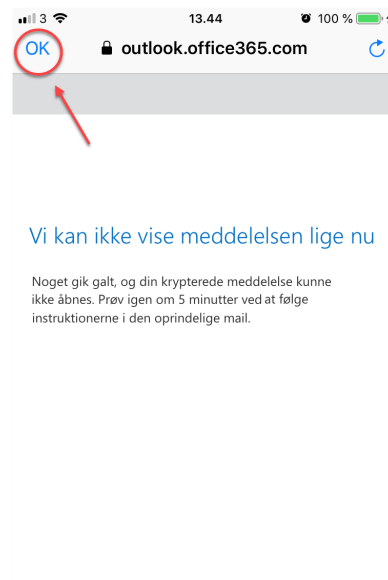 3 13.44 100 %
OK outlook.office365.com
Vi kan ikke vise meddelelsen lige nu
Noget gik galt, og din krypterede meddelelse kunne
ikke åbnes. Prøv igen om 5 minutter ved at følge
instruktionerne i den oprindelige mail.